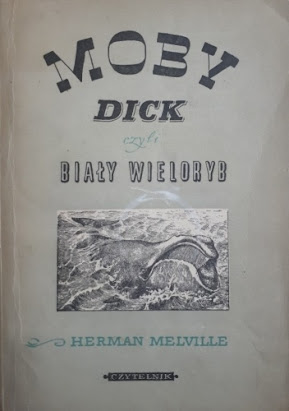 MOBY
DICK
czyli
BIAŁY WIELORYB
HERMAN MELVILLE
CZYTELNIK